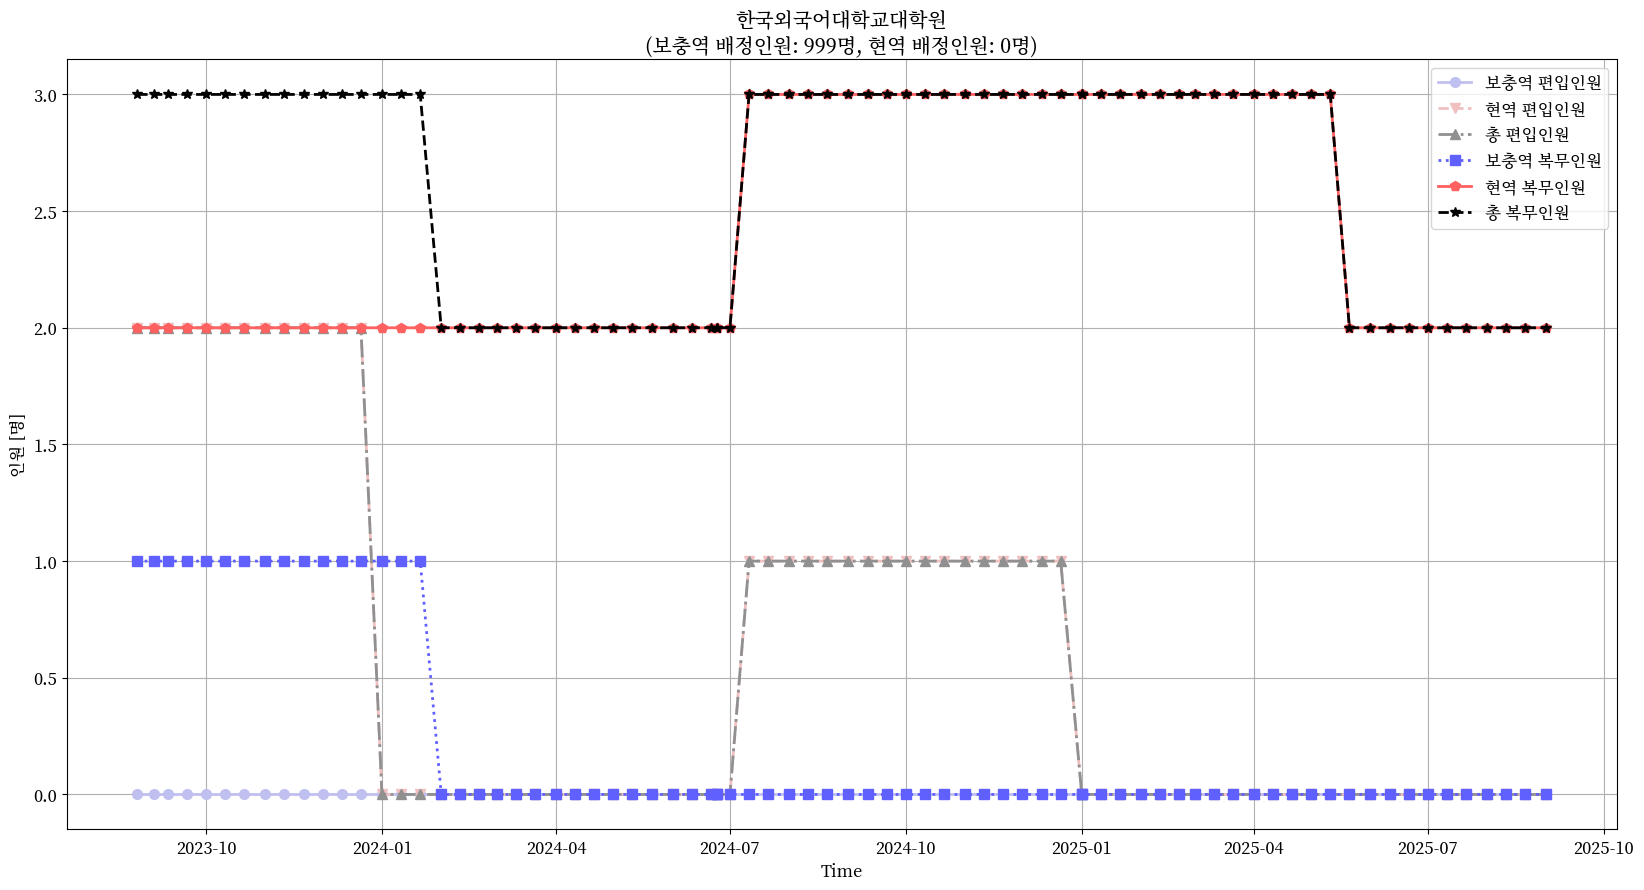 한국외국어대학교대학원
(보충역 배정인원: 999명, 현역 배정인원: 0명)
3.0
2.5
2.0
1.5
1.0
0.5
0.0
인원 [명]
보충역 편입인원
현역 편입인원
총 편입인원
보충역 복무인원
현역 복무인원
총 복무인원
2023-10
2024-01
2024-04
2024-07
2024-10
2025-01
2025-04
2025-07
2025-10
Time